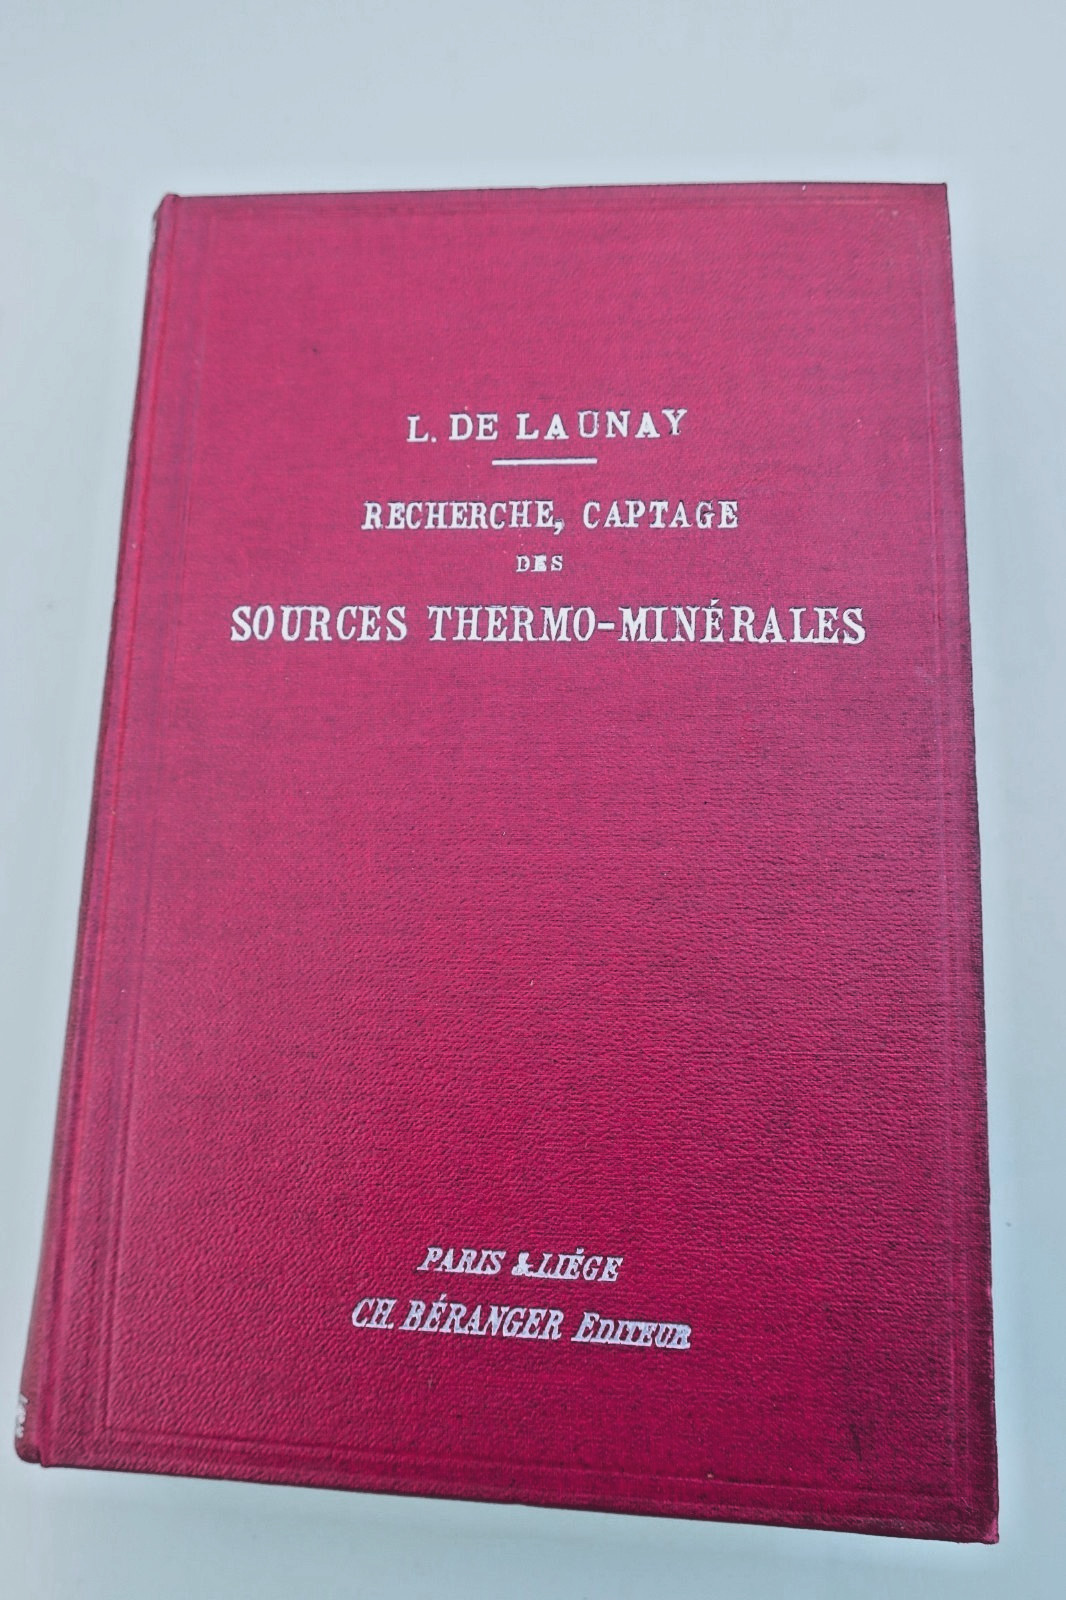 L. DE LAUNAY
RECHERCHE, CAPTAGE
DES
SOURCES THERMO-MINÉRALES
PARIS & LIÉGE
CH. BÉRANGER EDITEUR